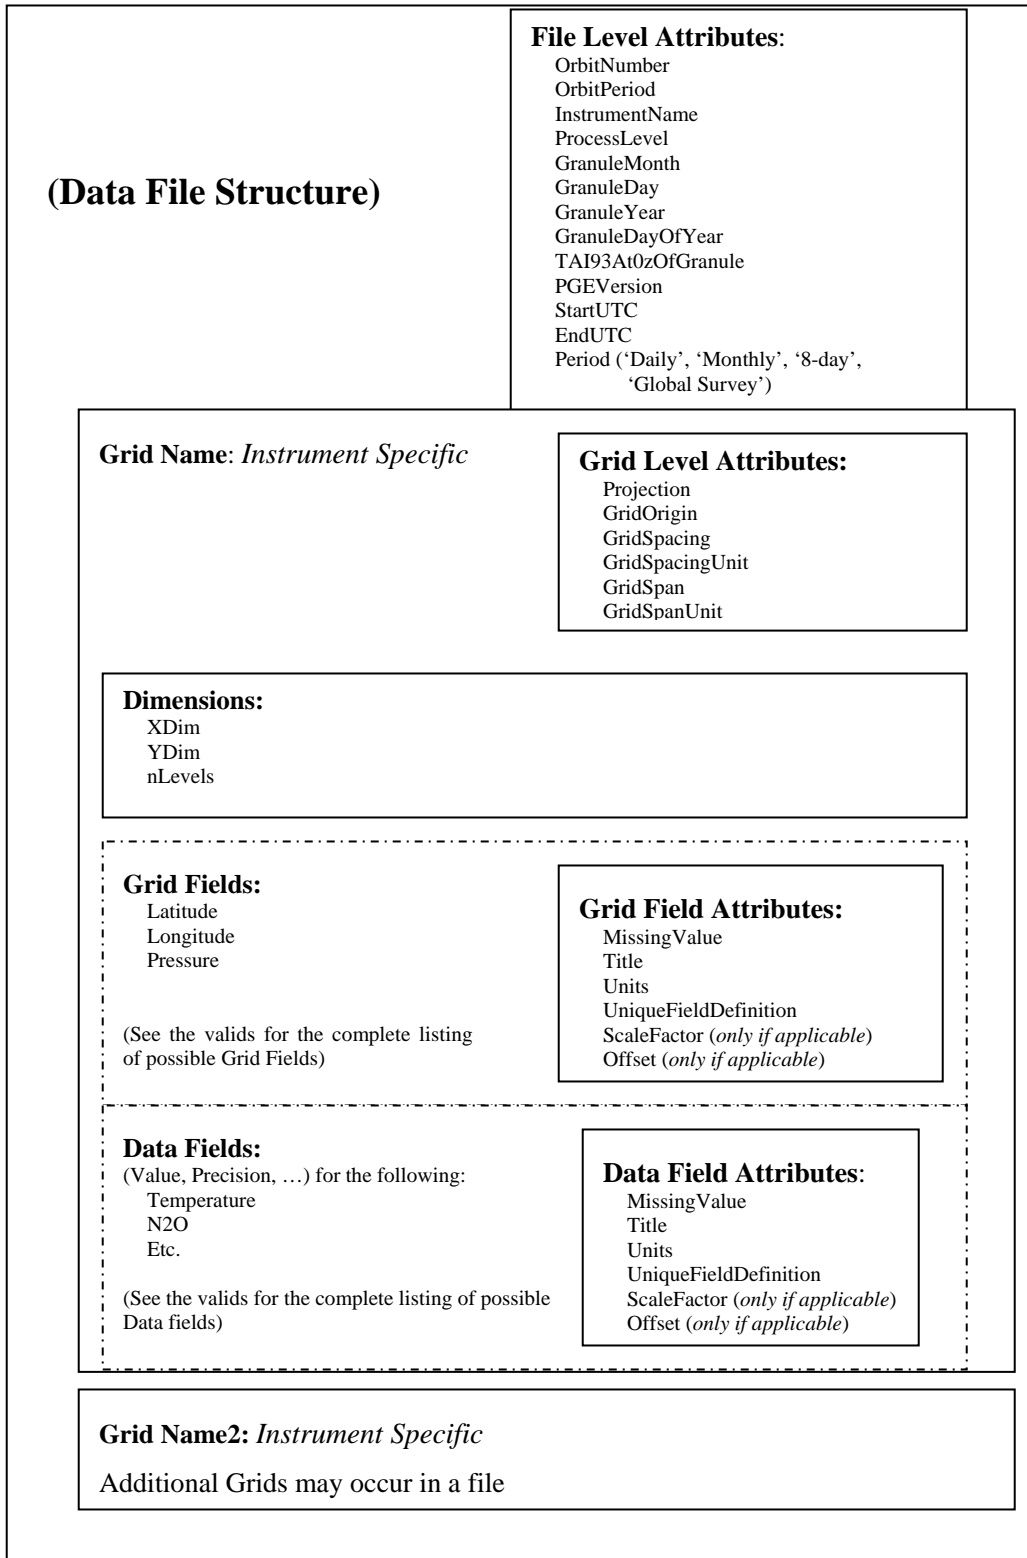 File Level Attributes:
OrbitNumber
OrbitPeriod
InstrumentName
ProcessLevel
GranuleMonth
(Data File Structure)
GranuleDay
GranuleYear
GranuleDayOfYear
TAI93At0zOfGranule
PGEVersion
StartUTC
EndUTC
Period (‘Daily’, ‘Monthly’, ‘8-day’,
‘Global Survey’)
Grid Name: Instrument Specific
Grid Level Attributes:
Projection
GridOrigin
GridSpacing
GridSpacingUnit
GridSpan
GridSpanUnit
Dimensions:
XDim
YDim
nLevels
Grid Fields:
Latitude
Longitude
Pressure
(See the valids for the complete listing
of possible Grid Fields)
Grid Field Attributes:
MissingValue
Title
Units
UniqueFieldDefinition
ScaleFactor (only if applicable)
Offset (only if applicable)
Data Fields:
(Value, Precision, …) for the following:
Temperature
N2O
Etc.
(See the valids for the complete listing of possible
Data fields)
Data Field Attributes:
MissingValue
Title
Units
UniqueFieldDefinition
ScaleFactor (only if applicable)
Offset (only if applicable)
Grid Name2: Instrument Specific
Additional Grids may occur in a file